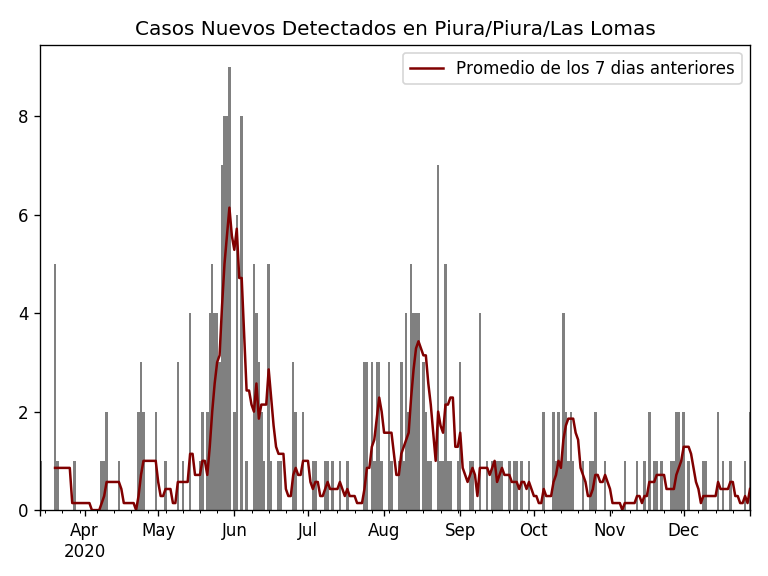 Casos Nuevos Detectados en Piura/Piura/Las Lomas
Promedio de los 7 dias anteriores
8
6
4
2
0
Apr May Jun Jul Aug Sep Oct Nov Dec
2020